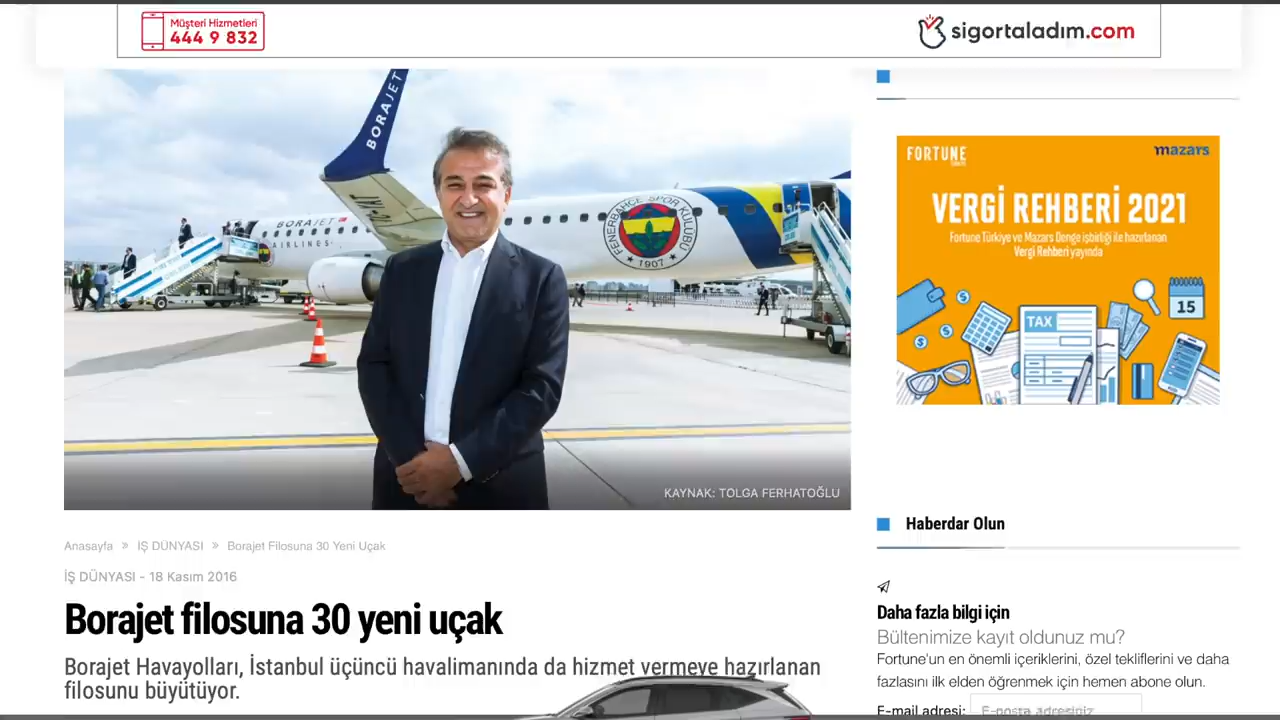 Müşteri Hizmetleri
444 9 832
sigortaladım.com
BORAJET
BORAJET
AIRLINES
FENERBAHÇE SPOR KULÜBÜ
1907
KAYNAK: TOLGA FERHATOĞLU
FORTUNE
mazars
VERGİ REHBERİ 2021
Fortune Türkiye ve Mazars Denge işbirliği ile hazırlanan
Vergi Rehberi yayında
TAX
15
Anasayfa » İŞ DÜNYASI » Borajet Filosuna 30 Yeni Uçak
İŞ DÜNYASI - 18 Kasım 2016
Borajet filosuna 30 yeni uçak
Borajet Havayolları, İstanbul üçüncü havalimanında da hizmet vermeye hazırlanan
filosunu büyütüyor.
Haberdar Olun
Daha fazla bilgi için
Bültenimize kayıt oldunuz mu?
Fortune'un en önemli içeriklerini, özel tekliflerini ve daha
fazlasını ilk elden öğrenmek için hemen abone olun.
E-mail adresi: E-posta adresiniz